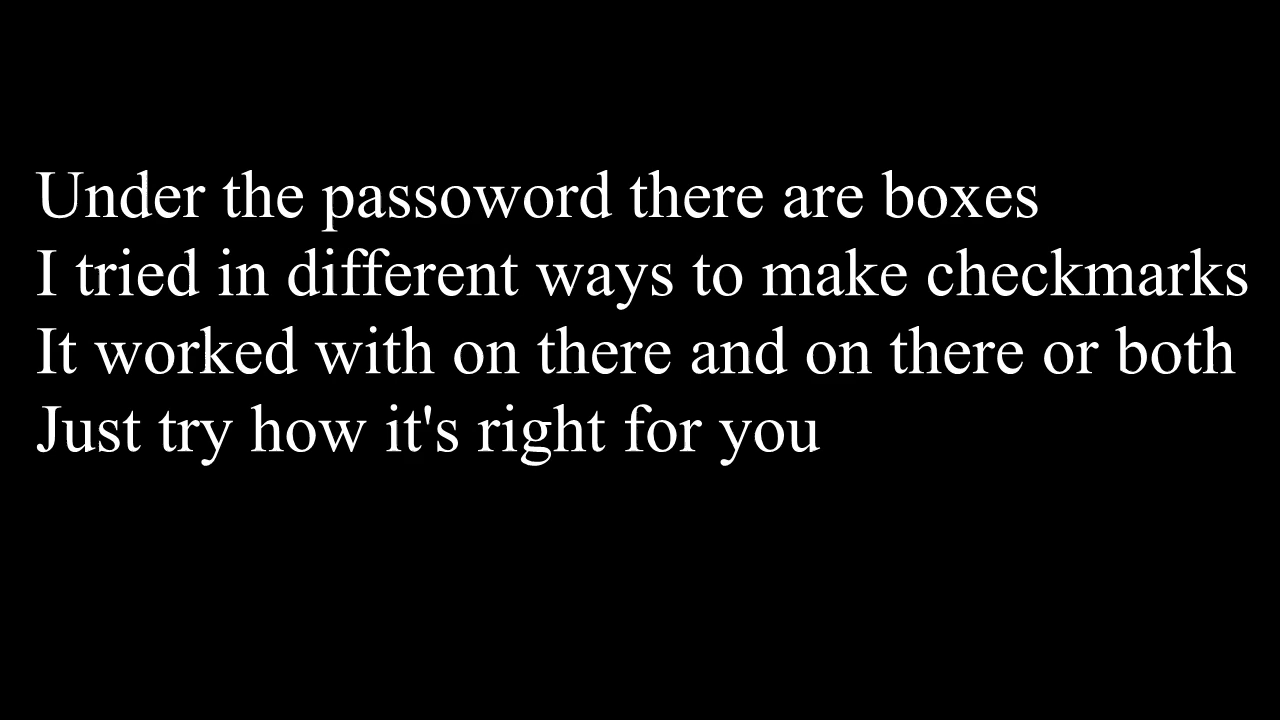 Under the passoword there are boxes
I tried in different ways to make checkmarks
It worked with on there and on there or both
Just try how it's right for you